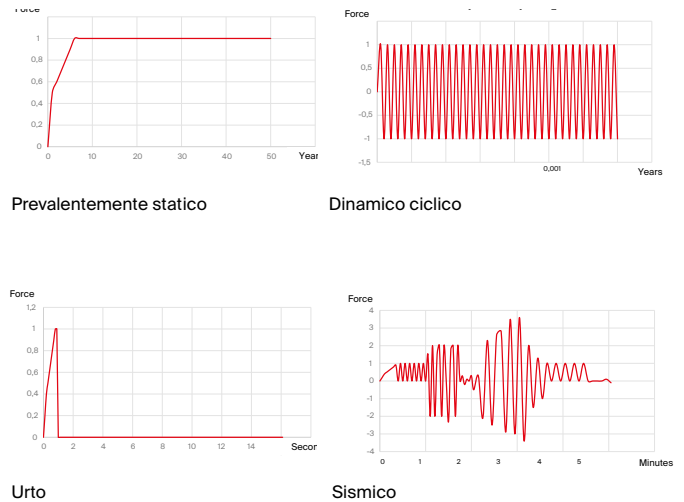 Force
1
0,8
0,6
0,4
0,2
0
0 10 20 30 40 50 Year
Prevalentemente statico
Force
1
0,5
0
-0,5
-1
-1,5
0,001
Years
Dinamico ciclico
Force
1,2
1
0,8
0,6
0,4
0,2
0
0 2 4 6 8 10 12 14 Secon
Urto
Force
4
3
2
1
0
-1
-2
-3
-4
0 1 2 3 4 5 Minutes
Sismico